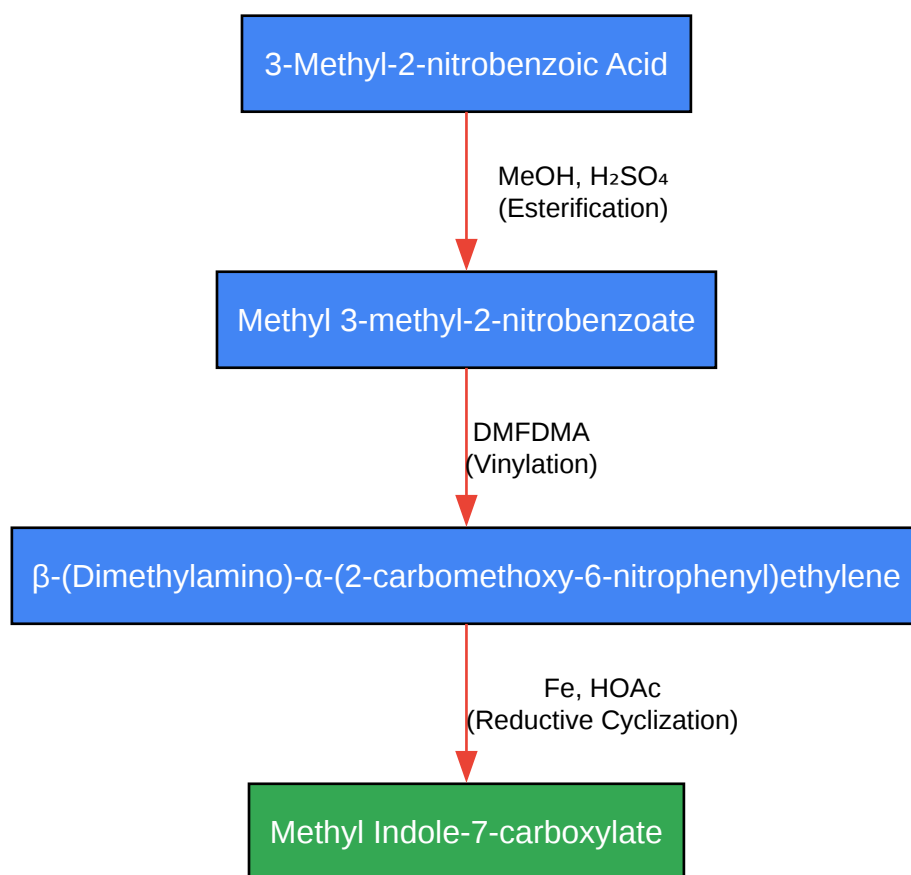 3-Methyl-2-nitrobenzoic Acid
MeOH, H₂SO₄
(Esterification)
Methyl 3-methyl-2-nitrobenzoate
DMFDMA
(Vinylation)
β-(Dimethylamino)-α-(2-carbomethoxy-6-nitrophenyl)ethylene
Fe, HOAc
(Reductive Cyclization)
Methyl Indole-7-carboxylate